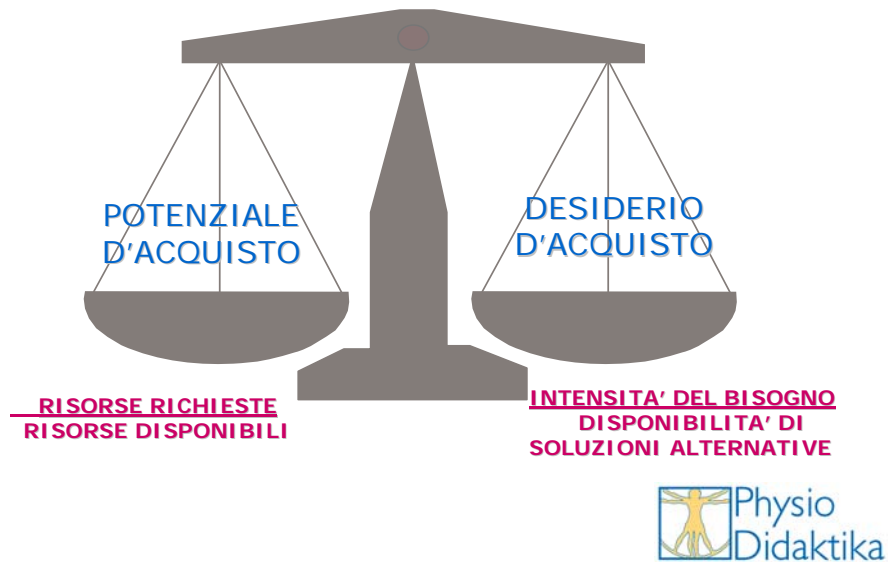 POTENZIALE
D'ACQUISTO
DESIDERIO
D'ACQUISTO
RISORSE RICHIESTE
RISORSE DISPONIBILI
INTENSITA' DEL BISOGNO
DISPONIBILITA' DI
SOLUZIONI ALTERNATIVE
Physio
Didaktika